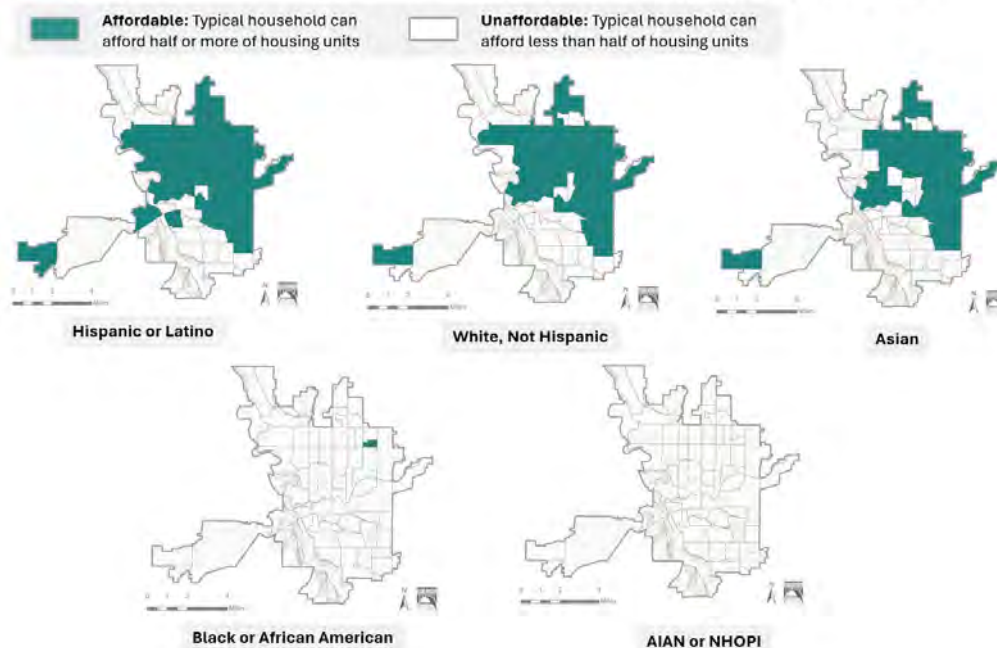 Affordable: Typical household can
afford half or more of housing units
Unaffordable: Typical household can
afford less than half of housing units
Hispanic or Latino
White, Not Hispanic
Asian
Black or African American
AIAN or NHOPI